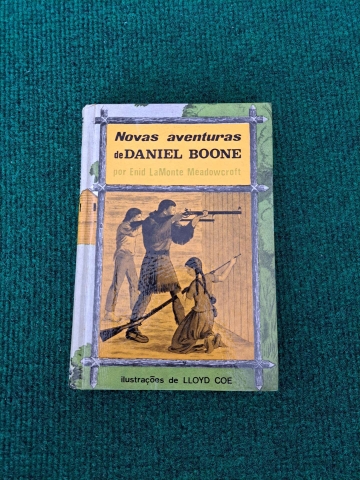 Novas aventuras
de DANIEL BOONE
por Enid LaMonte Meadowcroft
ilustrações de LLOYD COE